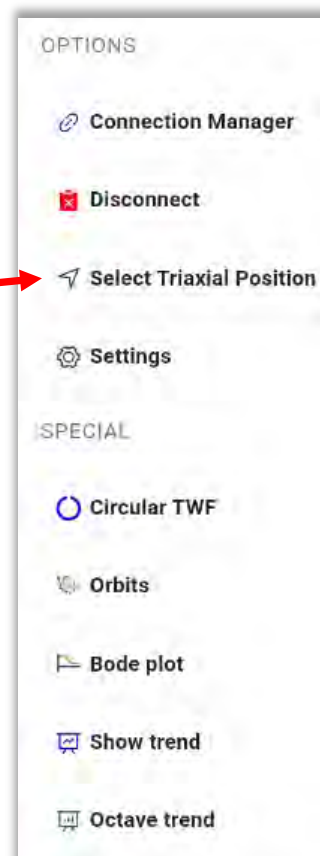 OPTIONS
Connection Manager
Disconnect
Select Triaxial Position
Settings
SPECIAL
Circular TWF
Orbits
Bode plot
Show trend
Octave trend